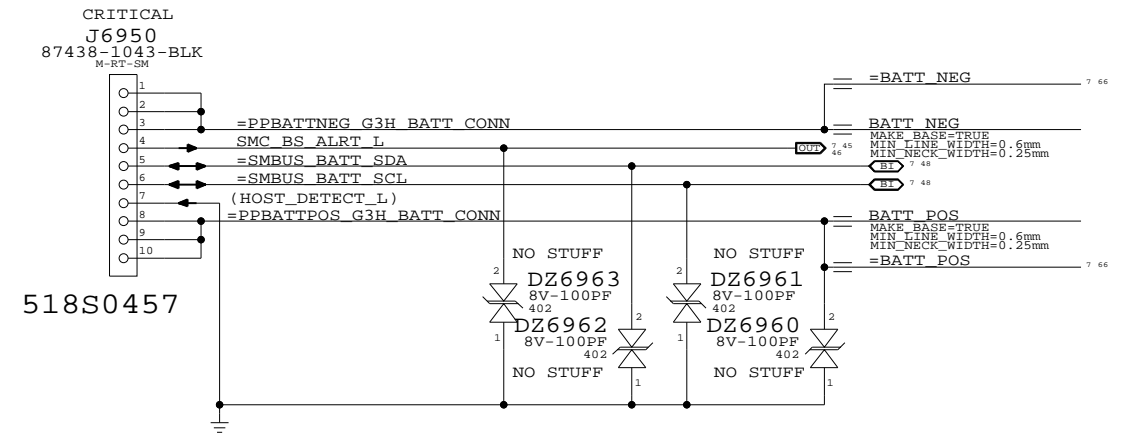 CRITICAL
J6950
87438-1043-BLK
M-RT-SM
1
2
3
4
5
6
7
8
9
10
=PPBATTNEG_G3H_BATT_CONN
SMC_BS_ALRT_L
=SMBUS_BATT_SDA
=SMBUS_BATT_SCL
(HOST_DETECT_L)
=PPBATTPOS_G3H_BATT_CONN
=BATT_NEG
7 66
BATT_NEG
MAKE_BASE=TRUE
MIN_LINE_WIDTH=0.6mm
MIN_NECK_WIDTH=0.25mm
OUT
7 45
46
BI
7 48
BI
7 48
BATT_POS
MAKE_BASE=TRUE
MIN_LINE_WIDTH=0.6mm
MIN_NECK_WIDTH=0.25mm
=BATT_POS
7 66
518S0457
NO STUFF
2
DZ6963
8V-100PF
402
1
2
DZ6962
8V-100PF
402
NO STUFF
1
NO STUFF
2
DZ6961
8V-100PF
402
1
2
DZ6960
8V-100PF
402
NO STUFF
1